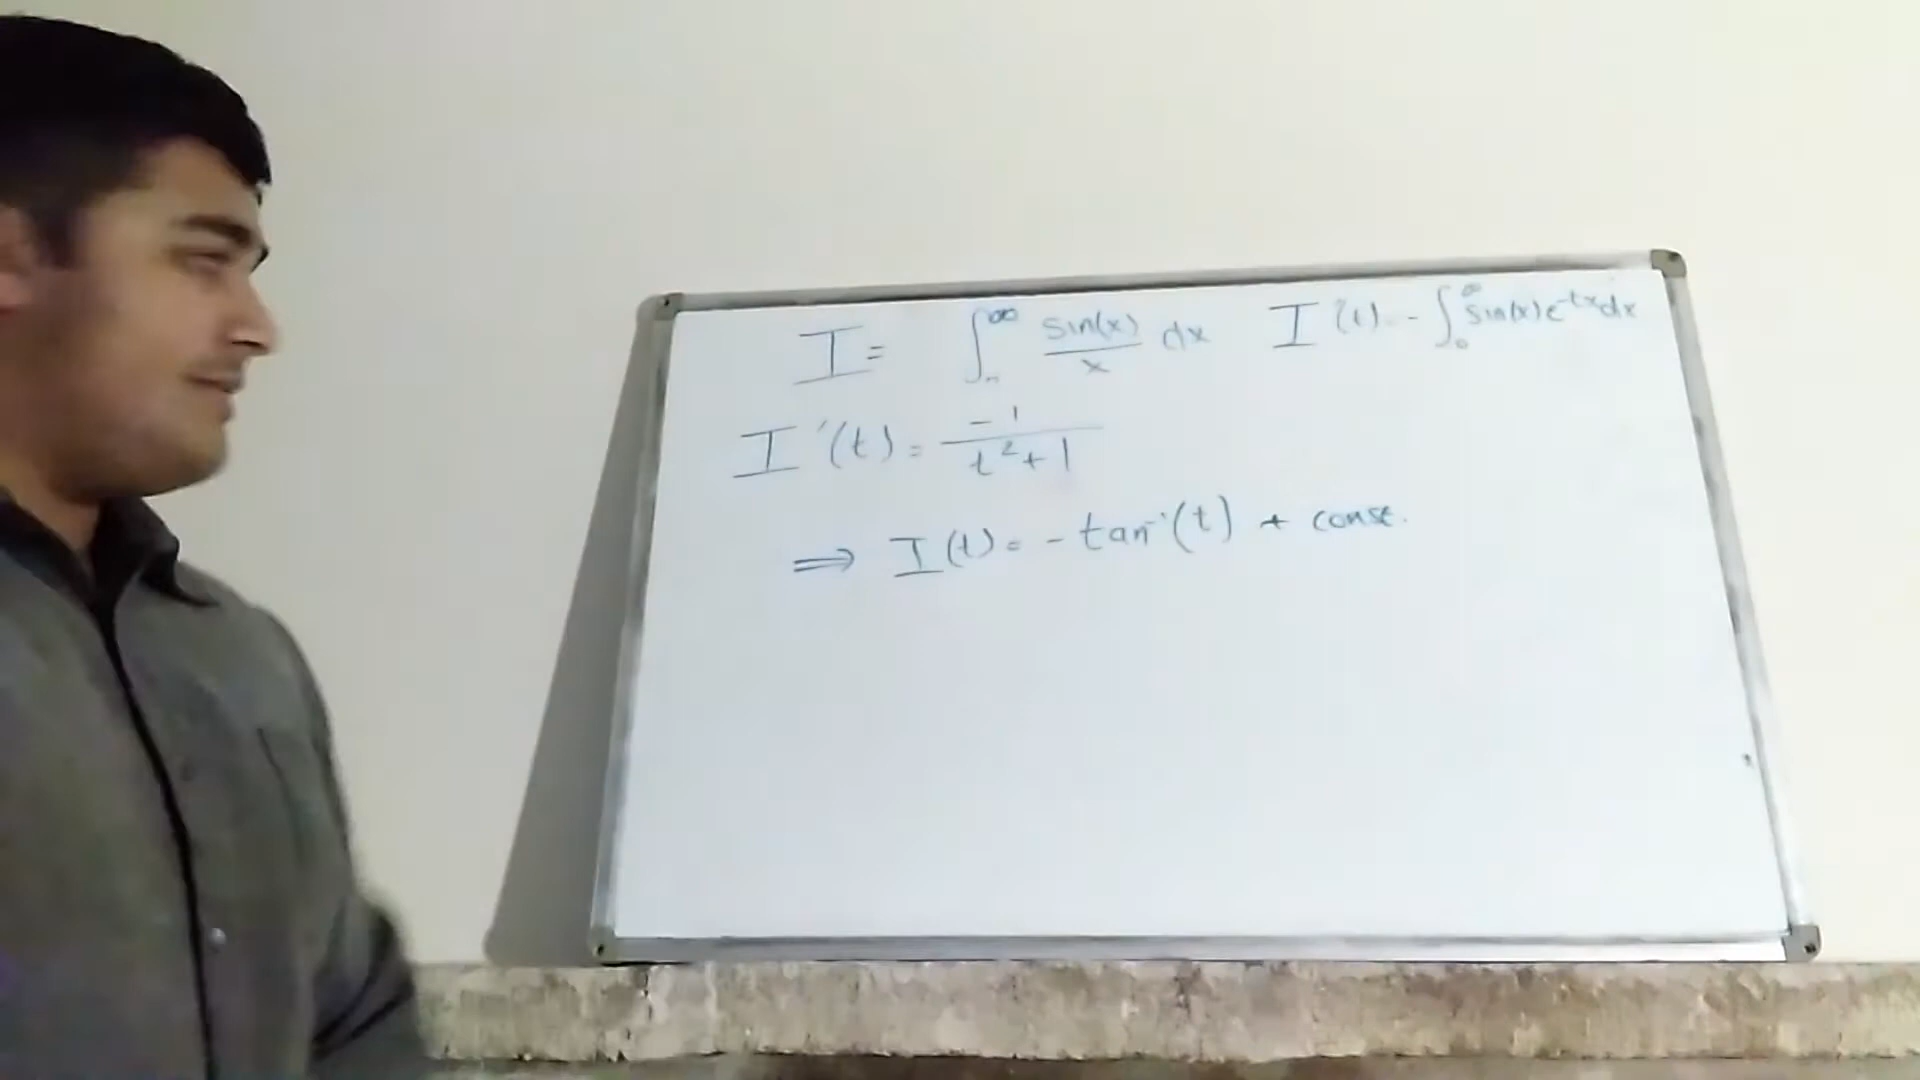 I = ∫₀^∞ sin(x)/x dx I'(t) = -∫₀^∞ sin(x)e^-tx dx
I'(t) = -1/(t²+1)
⟹ I(t) = -tan⁻¹(t) + const.